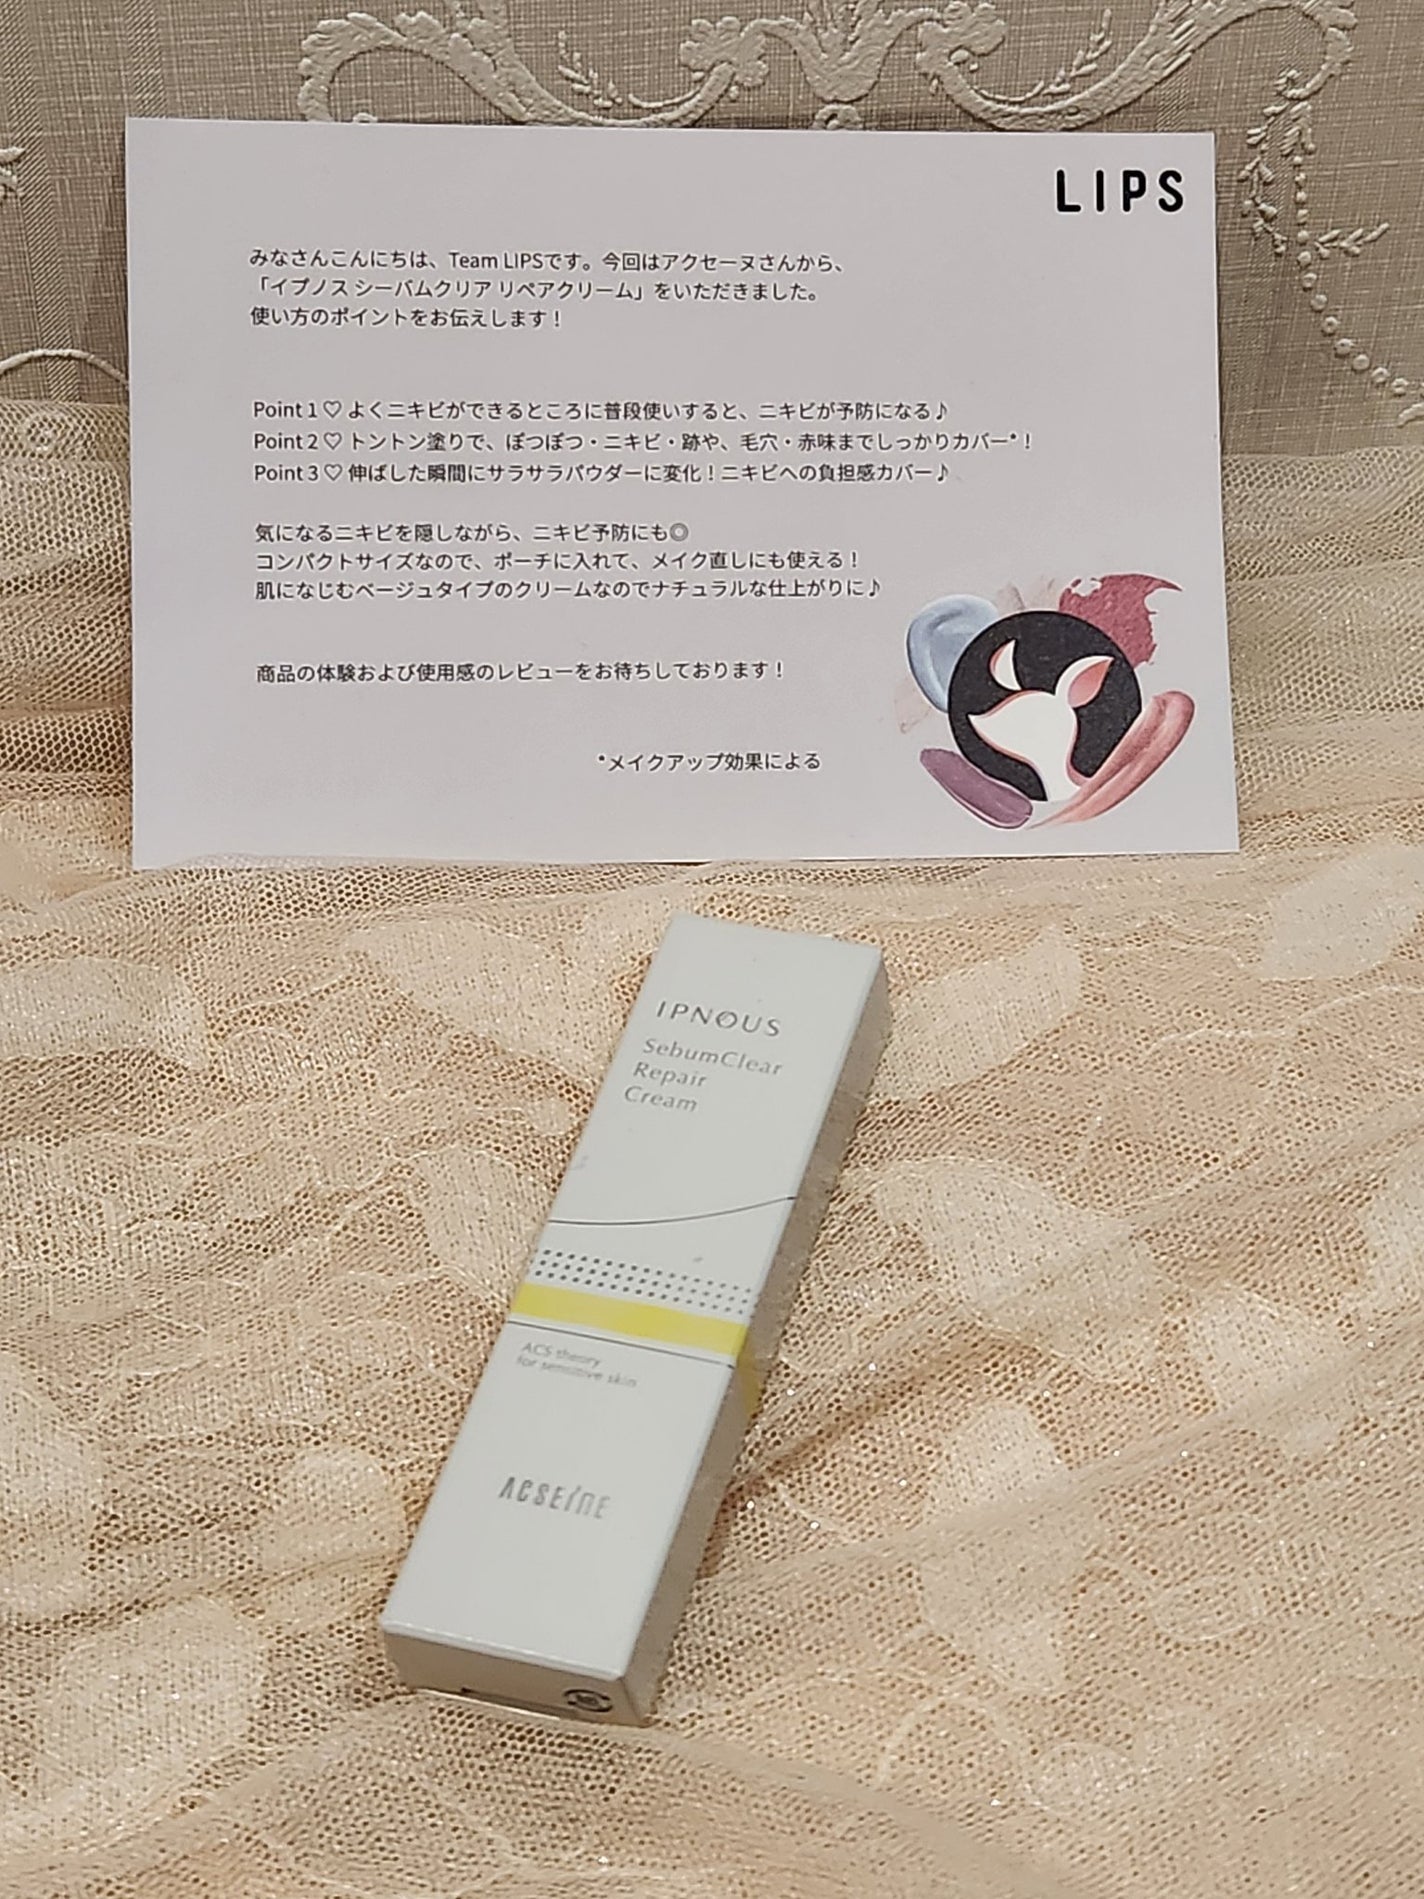 LIPS
みなさんこんにちは、Team LIPSです。今回はアクセーヌさんから、
「イプノス シーバムクリア リペアクリーム」をいただきました。
使い方のポイントをお伝えします！
Point 1 ♡ よくニキビができるところに普段使いすると、ニキビが予防になる♪
Point 2 ♡ トントン塗りで、ぽつぽつ・ニキビ・跡や、毛穴・赤味までしっかりカバー*！
Point 3 ♡ 伸ばした瞬間にサラサラパウダーに変化！ニキビへの負担感カバー♪
気になるニキビを隠しながら、ニキビ予防にも◎
コンパクトサイズなので、ポーチに入れて、メイク直しにも使える！
肌になじむベージュタイプのクリームなのでナチュラルな仕上がりに♪
商品の体験および使用感のレビューをお待ちしております！
*メイクアップ効果による
IPNOUS
SebumClear
Repair
Cream
ACS theory
for sensitive skin
ACSEINE